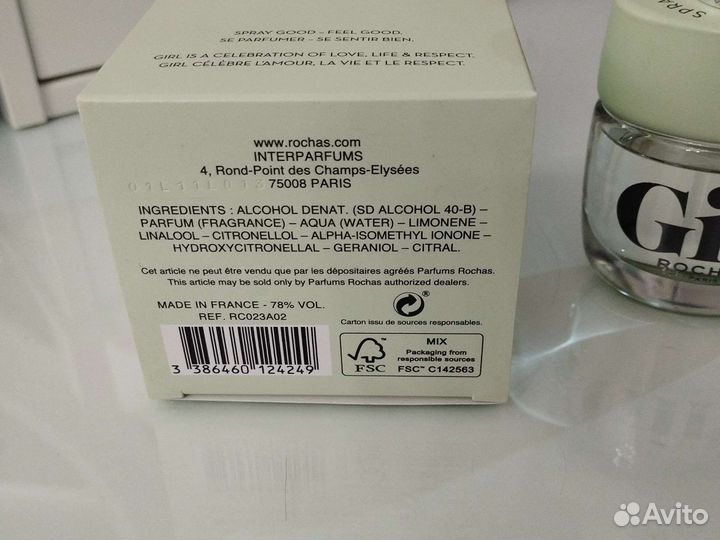 SPRAY GOOD – FEEL GOOD.
SE PARFUMER – SE SENTIR BIEN.
GIRL IS A CELEBRATION OF LOVE, LIFE & RESPECT.
GIRL CÉLÈBRE L'AMOUR, LA VIE ET LE RESPECT.
www.rochas.com
INTERPARFUMS
4, Rond-Point des Champs-Elysées
75008 PARIS
INGREDIENTS : ALCOHOL DENAT. (SD ALCOHOL 40-B) –
PARFUM (FRAGRANCE) – AQUA (WATER) – LIMONENE –
LINALOOL – CITRONELLOL – ALPHA-ISOMETHYL IONONE –
HYDROXYCITRONELLAL – GERANIOL – CITRAL.
Cet article ne peut être vendu que par les dépositaires agréés Parfums Rochas.
This article may be sold only by Parfums Rochas authorized dealers.
MADE IN FRANCE - 78% VOL.
REF. RC023A02
3 386460 124249
®
Carton issu de sources responsables.
FSC
MIX
Packaging from
responsible sources
FSC™ C142563
SPRA
Gi
ROCH
Avito